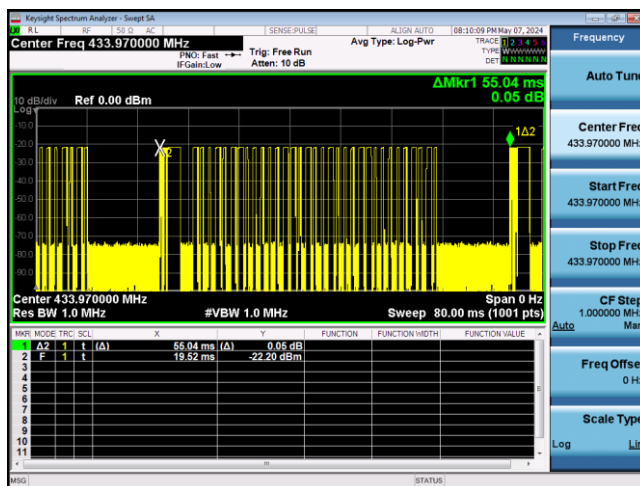 Keysight Spectrum Analyzer - Swept SA
RL RF 50 Ω AC SENSE:PULSE ALIGN AUTO 08:10:09 PM May 07, 2024
Center Freq 433.970000 MHz
PNO: Fast
IFGain:Low
Trig: Free Run
Atten: 10 dB
Avg Type: Log-Pwr
TRACE 1 2 3 4 5 6
TYPE WWWWWW
DET N N N N N N
ΔMkr1 55.04 ms
0.05 dB
10 dB/div Ref 0.00 dBm
Log
-10.0
-20.0
-30.0
-40.0
-50.0
-60.0
-70.0
-80.0
-90.0
X2
1Δ2
Center 433.970000 MHz Span 0 Hz
Res BW 1.0 MHz #VBW 1.0 MHz Sweep 80.00 ms (1001 pts)
MKR MODE TRC SCL X Y FUNCTION FUNCTION WIDTH FUNCTION VALUE
1 Δ2 1 t (Δ) 55.04 ms (Δ) 0.05 dB
2 F 1 t 19.52 ms -22.20 dBm
3
4
5
6
7
8
9
10
11
MSG STATUS
Frequency
Auto Tune
Center Freq
433.970000 MHz
Start Freq
433.970000 MHz
Stop Freq
433.970000 MHz
CF Step
1.000000 MHz
Auto Man
Freq Offset
0 Hz
Scale Type
Log Lin